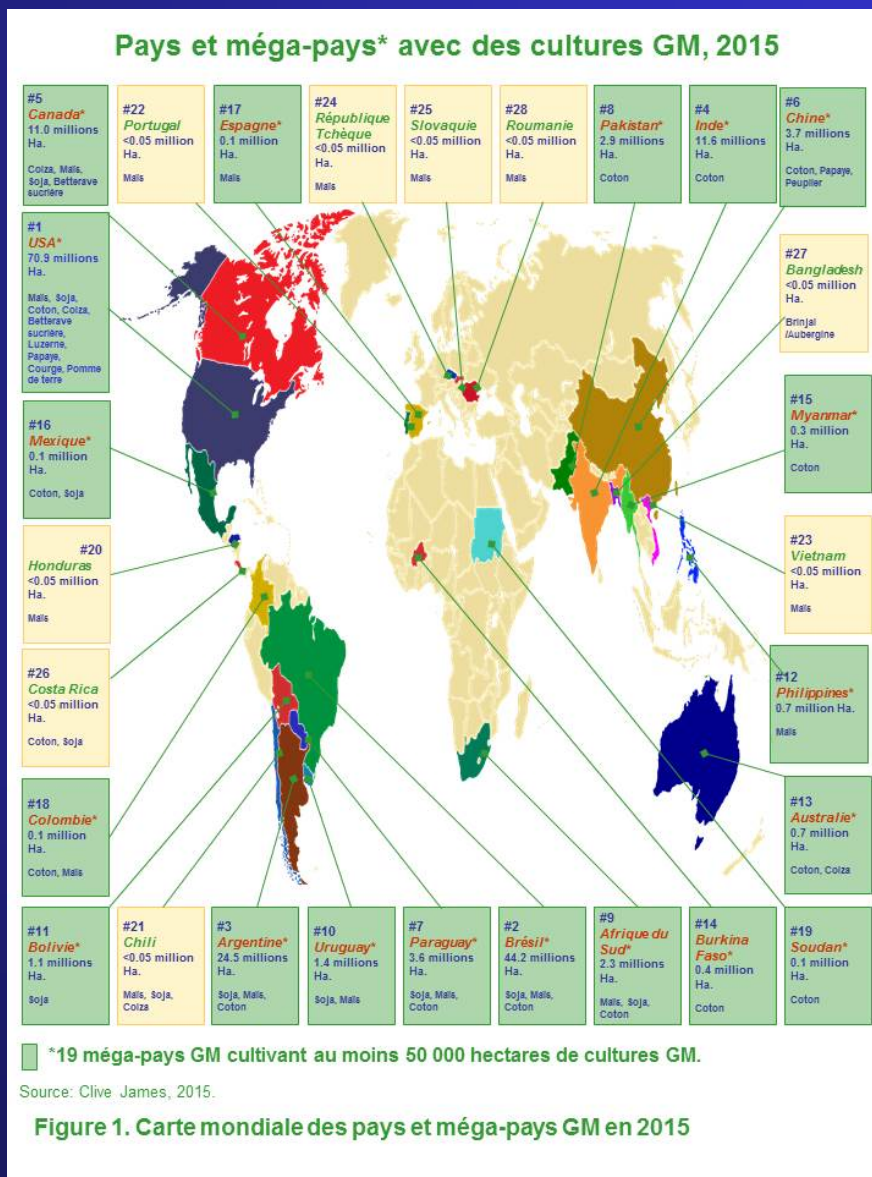 Pays et méga-pays* avec des cultures GM, 2015
#5
Canada*
11.0 millions
Ha.
Colza, Maïs,
Soja, Betterave
sucrière
#22
Portugal
<0.05 million
Ha.
Maïs
#17
Espagne*
0.1 million
Ha.
Maïs
#24
République
Tchèque
<0.05 million
Ha.
Maïs
#25
Slovaquie
<0.05 million
Ha.
Maïs
#28
Roumanie
<0.05 million
Ha.
Maïs
#8
Pakistan*
2.9 millions
Ha.
Coton
#4
Inde*
11.6 millions
Ha.
Coton
#6
Chine*
3.7 millions
Ha.
Coton, Papaye,
Peuplier
#1
USA*
70.9 millions
Ha.
Maïs, Soja,
Coton, Colza,
Betterave
sucrière,
Luzerne,
Papaye,
Courge, Pomme
de terre
#27
Bangladesh
<0.05 million
Ha.
Brinjal
/Aubergine
#16
Mexique*
0.1 million
Ha.
Coton, Soja
#15
Myanmar*
0.3 million
Ha.
Coton
#20
Honduras
<0.05 million
Ha.
Maïs
#23
Vietnam
<0.05 million
Ha.
Maïs
#26
Costa Rica
<0.05 million
Ha.
Coton, Soja
#12
Philippines*
0.7 million Ha.
Maïs
#18
Colombie*
0.1 million
Ha.
Coton, Maïs
#13
Australie*
0.7 million
Ha.
Coton, Colza
#11
Bolivie*
1.1 millions
Ha.
Soja
#21
Chili
<0.05 million
Ha.
Maïs, Soja,
Colza
#3
Argentine*
24.5 millions
Ha.
Soja, Maïs,
Coton
#10
Uruguay*
1.4 millions
Ha.
Soja, Maïs
#7
Paraguay*
3.6 millions
Ha.
Soja, Maïs,
Coton
#2
Brésil*
44.2 millions
Ha.
Soja, Maïs,
Coton
#9
Afrique du
Sud*
2.3 millions
Ha.
Maïs, Soja,
Coton
#14
Burkina
Faso*
0.4 million
Ha.
Coton
#19
Soudan*
0.1 million
Ha.
Coton
*19 méga-pays GM cultivant au moins 50 000 hectares de cultures GM.
Source: Clive James, 2015.
Figure 1. Carte mondiale des pays et méga-pays GM en 2015